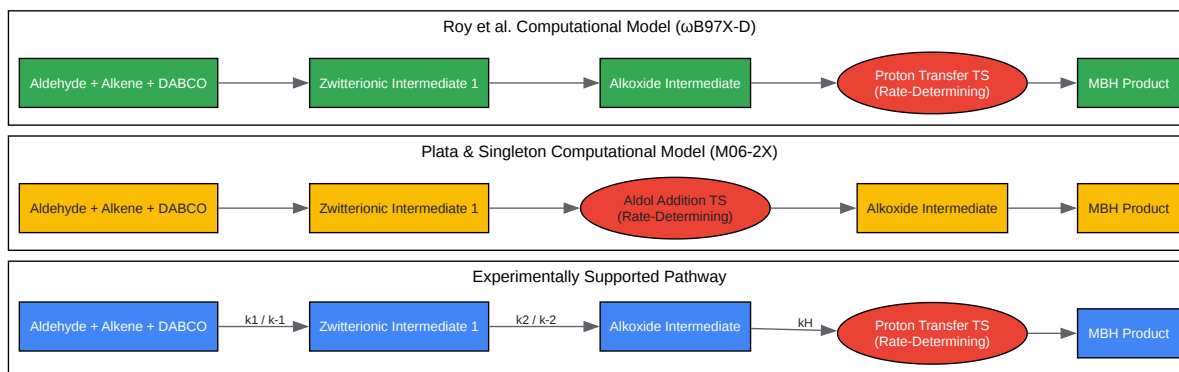 Roy et al. Computational Model (ωB97X-D)
Aldehyde + Alkene + DABCO
Zwitterionic Intermediate 1
Alkoxide Intermediate
Proton Transfer TS
(Rate-Determining)
MBH Product
Plata & Singleton Computational Model (M06-2X)
Aldehyde + Alkene + DABCO
Zwitterionic Intermediate 1
Aldol Addition TS
(Rate-Determining)
Alkoxide Intermediate
MBH Product
Experimentally Supported Pathway
Aldehyde + Alkene + DABCO
k1 / k-1
Zwitterionic Intermediate 1
k2 / k-2
Alkoxide Intermediate
kH
Proton Transfer TS
(Rate-Determining)
MBH Product